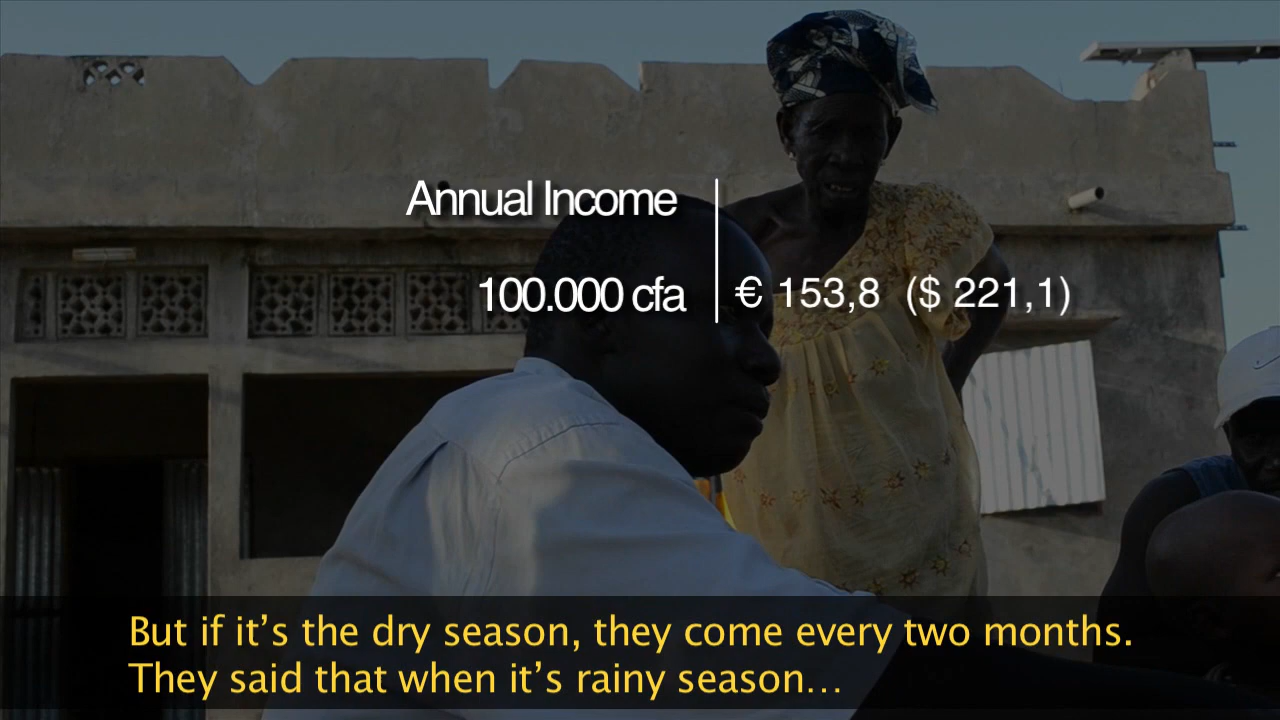 Annual Income
100.000 cfa € 153,8 ($ 221,1)
But if it’s the dry season, they come every two months.
They said that when it’s rainy season…